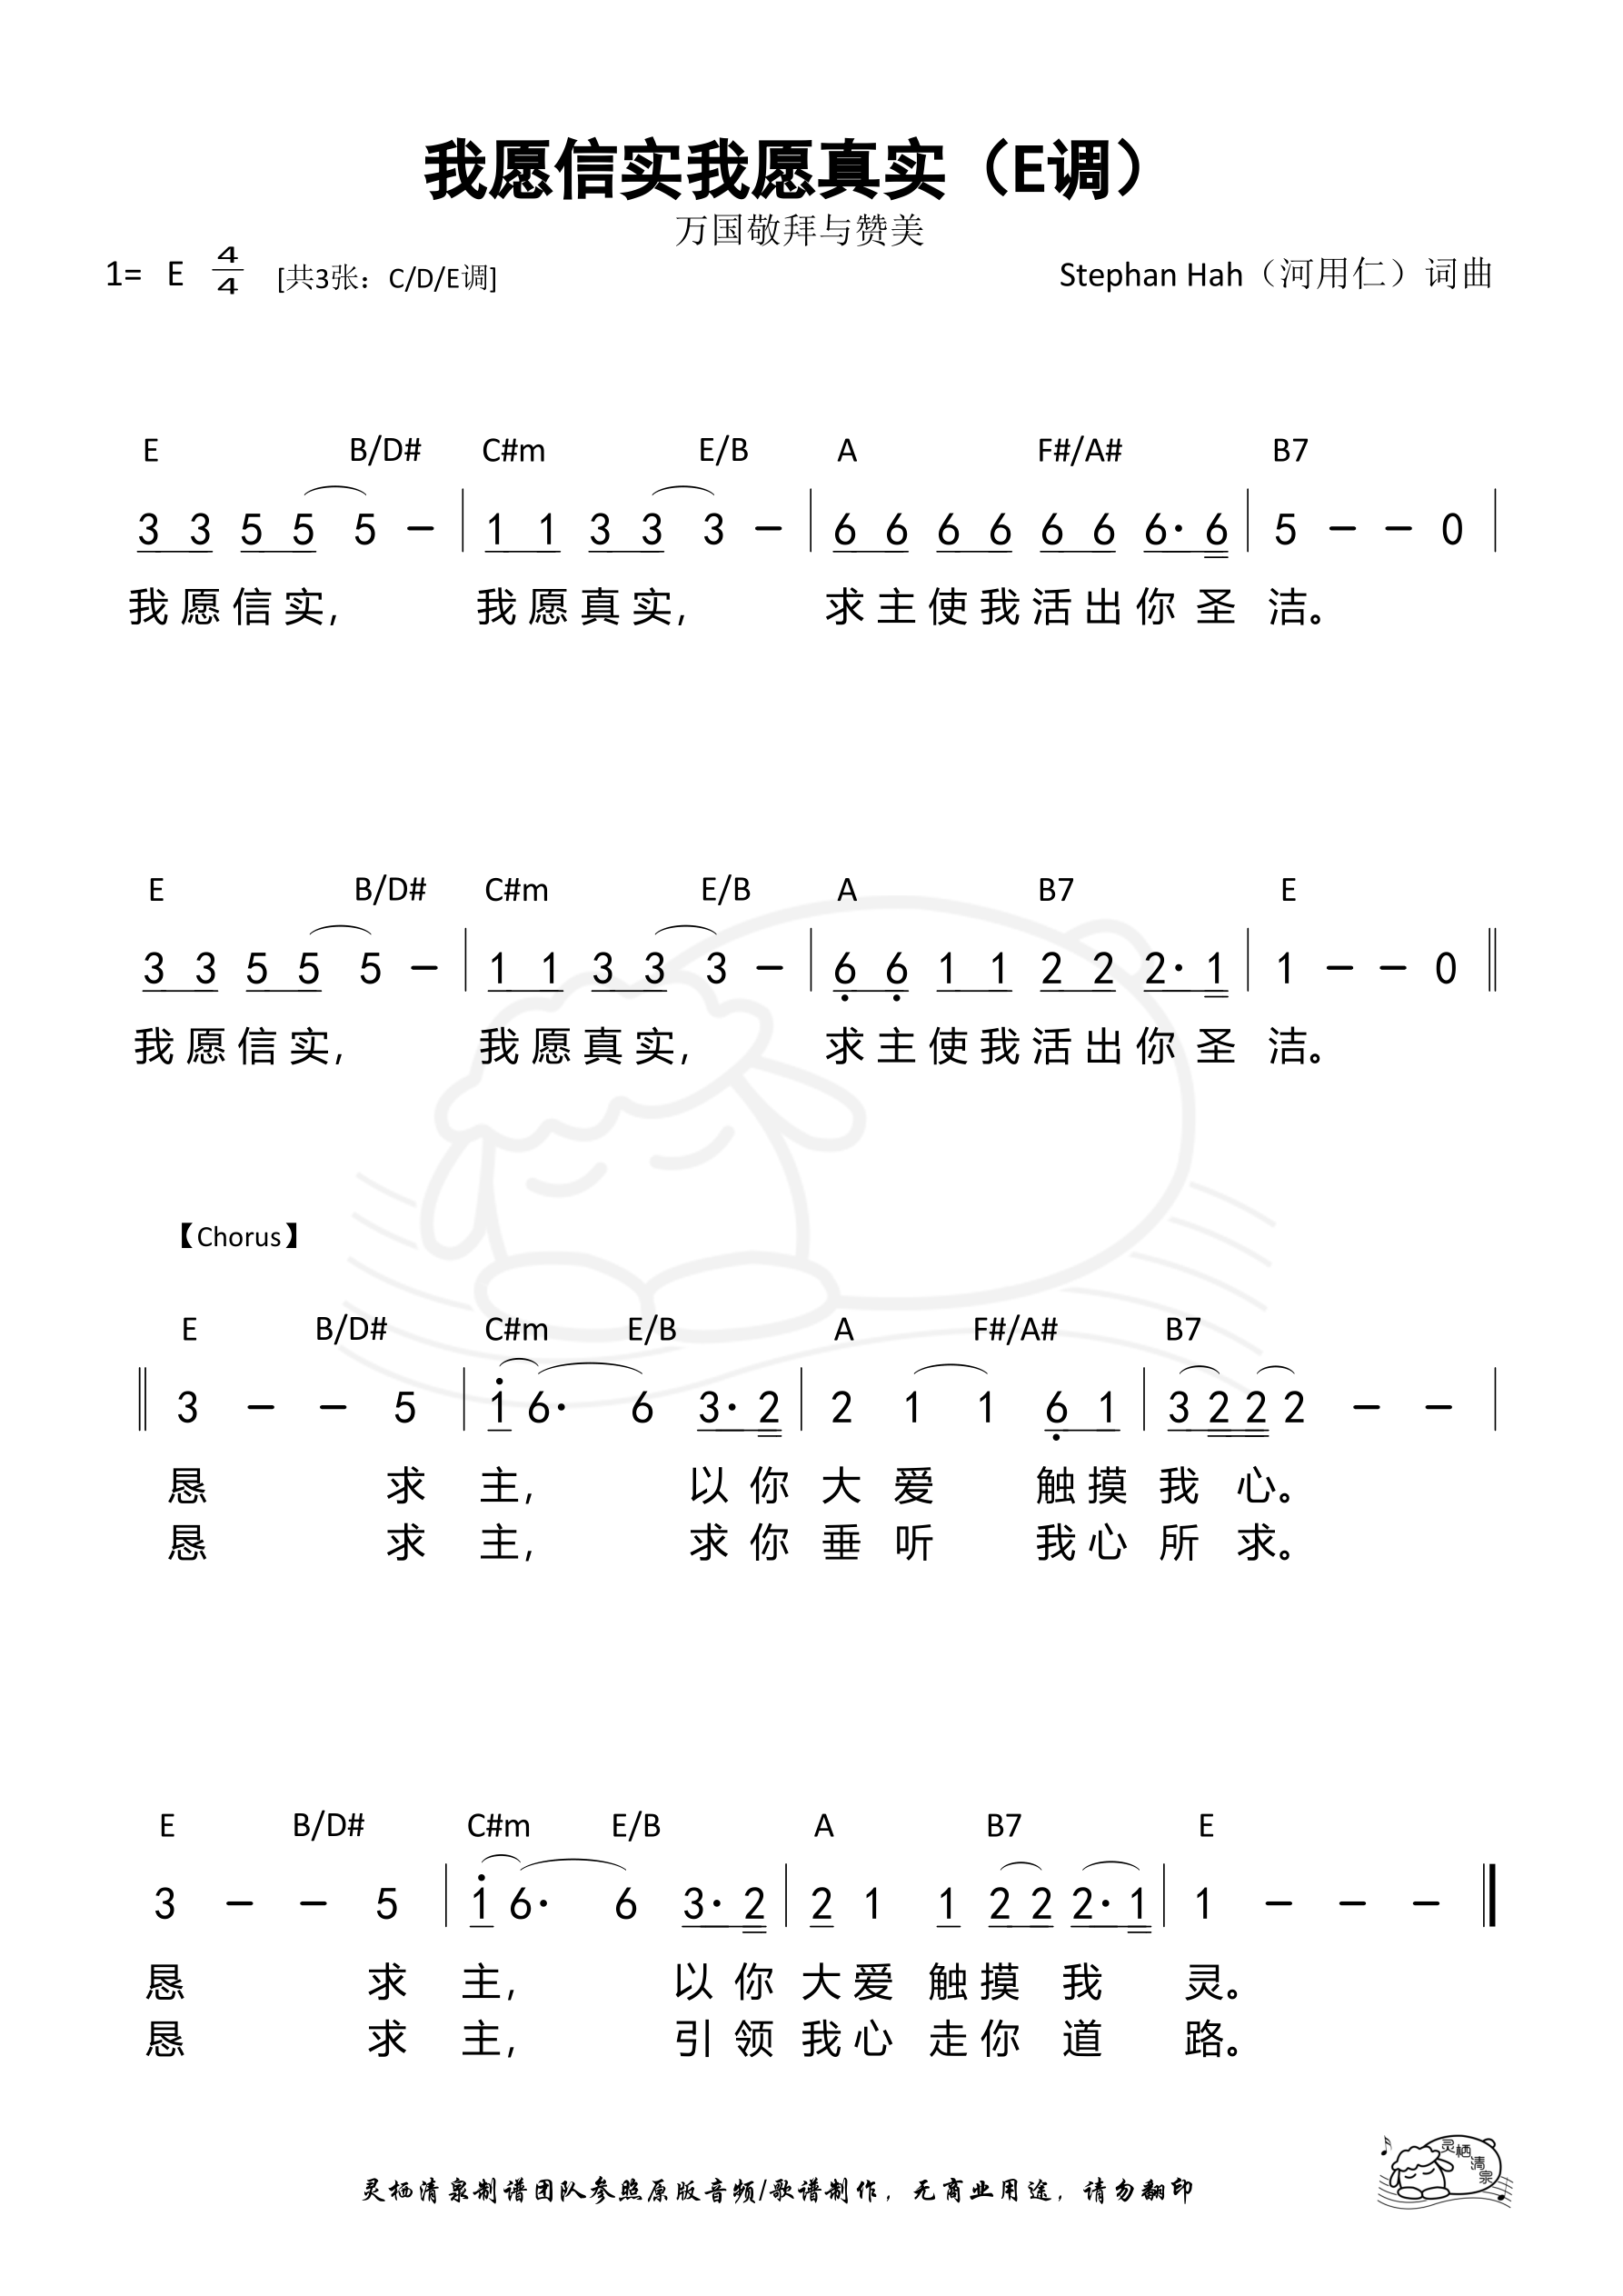 我愿信实我愿真实（E调）
万国敬拜与赞美
1= E 4/4 [共3张：C/D/E调] Stephan Hah（河用仁）词曲
E B/D# C#m E/B A F#/A# B7
3 3 5 5 5 – | 1 1 3 3 3 – | 6 6 6 6 6 6 6· 6 | 5 – – 0 |
我愿信实, 我愿真实, 求主使我活出你圣洁。
E B/D# C#m E/B A B7 E
3 3 5 5 5 – | 1 1 3 3 3 – | 6 6 1 1 2 2 2· 1 | 1 – – 0 ||
我愿信实, 我愿真实, 求主使我活出你圣洁。
【Chorus】
E B/D# C#m E/B A F#/A# B7
|| 3 – – 5 | 1 6· 6 3· 2 | 2 1 1 6 1 | 3 2 2 2 – – |
恳 求 主, 以你大爱 触摸我心。
恳 求 主, 求你垂听 我心所求。
E B/D# C#m E/B A B7 E
3 – – 5 | 1 6· 6 3· 2 | 2 1 1 2 2 2· 1 | 1 – – – ||
恳 求 主, 以你大爱触摸我 灵。
恳 求 主, 引领我心走你道 路。
灵栖清泉
灵栖清泉制谱团队参照原版音频/歌谱制作，无商业用途，请勿翻印